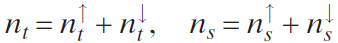 n_t = n_t^↑ + n_t^↓, n_s = n_s^↑ + n_s^↓